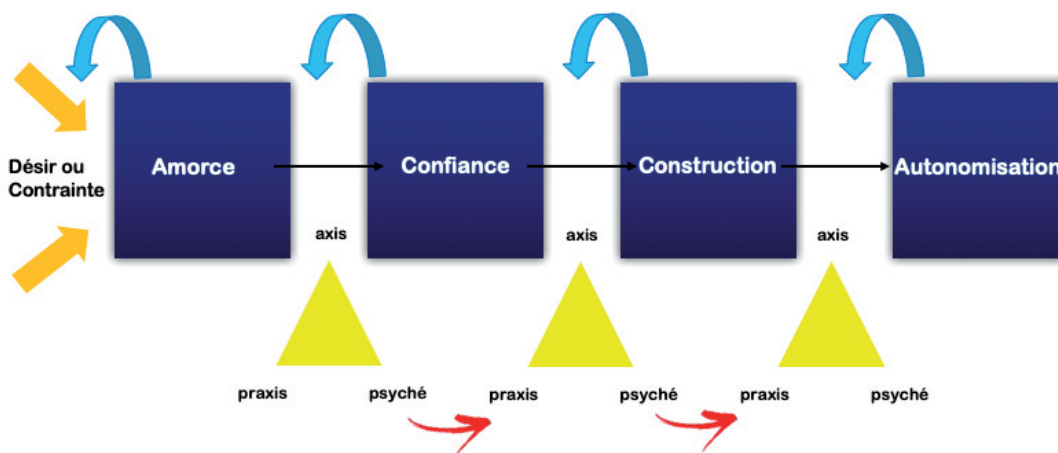 Désir ou
Contrainte
Amorce
Confiance
Construction
Autonomisation
axis
axis
axis
praxis
psyché
praxis
psyché
praxis
psyché